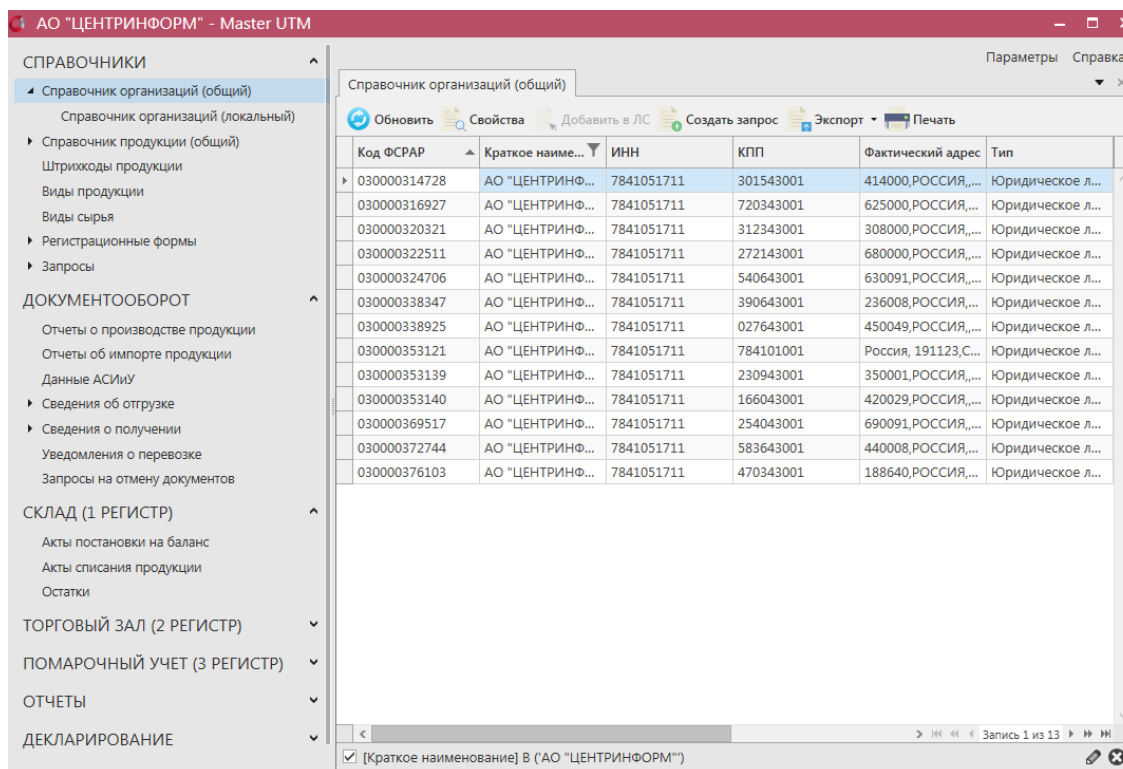 АО "ЦЕНТРИНФОРМ" - Master UTM
СПРАВОЧНИКИ
Справочник организаций (общий)
Справочник организаций (локальный)
Справочник продукции (общий)
Штрихкоды продукции
Виды продукции
Виды сырья
Регистрационные формы
Запросы
ДОКУМЕНТООБОРОТ
Отчеты о производстве продукции
Отчеты об импорте продукции
Данные АСИиУ
Сведения об отгрузке
Сведения о получении
Уведомления о перевозке
Запросы на отмену документов
СКЛАД (1 РЕГИСТР)
Акты постановки на баланс
Акты списания продукции
Остатки
ТОРГОВЫЙ ЗАЛ (2 РЕГИСТР)
ПОМАРОЧНЫЙ УЧЕТ (3 РЕГИСТР)
ОТЧЕТЫ
ДЕКЛАРИРОВАНИЕ
Параметры Справка
Справочник организаций (общий)
Обновить Свойства Добавить в ЛС Создать запрос Экспорт Печать
Код ФСРАР Краткое наиме... ИНН КПП Фактический адрес Тип
030000314728 АО "ЦЕНТРИНФ... 7841051711 301543001 414000,РОССИЯ,,... Юридическое л...
030000316927 АО "ЦЕНТРИНФ... 7841051711 720343001 625000,РОССИЯ,... Юридическое л...
030000320321 АО "ЦЕНТРИНФ... 7841051711 312343001 308000,РОССИЯ,,... Юридическое л...
030000322511 АО "ЦЕНТРИНФ... 7841051711 272143001 680000,РОССИЯ,,... Юридическое л...
030000324706 АО "ЦЕНТРИНФ... 7841051711 540643001 630091,РОССИЯ,,... Юридическое л...
030000338347 АО "ЦЕНТРИНФ... 7841051711 390643001 236008,РОССИЯ,,... Юридическое л...
030000338925 АО "ЦЕНТРИНФ... 7841051711 027643001 450049,РОССИЯ,,... Юридическое л...
030000353121 АО "ЦЕНТРИНФ... 7841051711 784101001 Россия, 191123,С... Юридическое л...
030000353139 АО "ЦЕНТРИНФ... 7841051711 230943001 350001,РОССИЯ,,... Юридическое л...
030000353140 АО "ЦЕНТРИНФ... 7841051711 166043001 420029,РОССИЯ,,... Юридическое л...
030000369517 АО "ЦЕНТРИНФ... 7841051711 254043001 690091,РОССИЯ,,... Юридическое л...
030000372744 АО "ЦЕНТРИНФ... 7841051711 583643001 440008,РОССИЯ,,... Юридическое л...
030000376103 АО "ЦЕНТРИНФ... 7841051711 470343001 188640,РОССИЯ,... Юридическое л...
Запись 1 из 13
[Краткое наименование] В ('АО "ЦЕНТРИНФОРМ"')